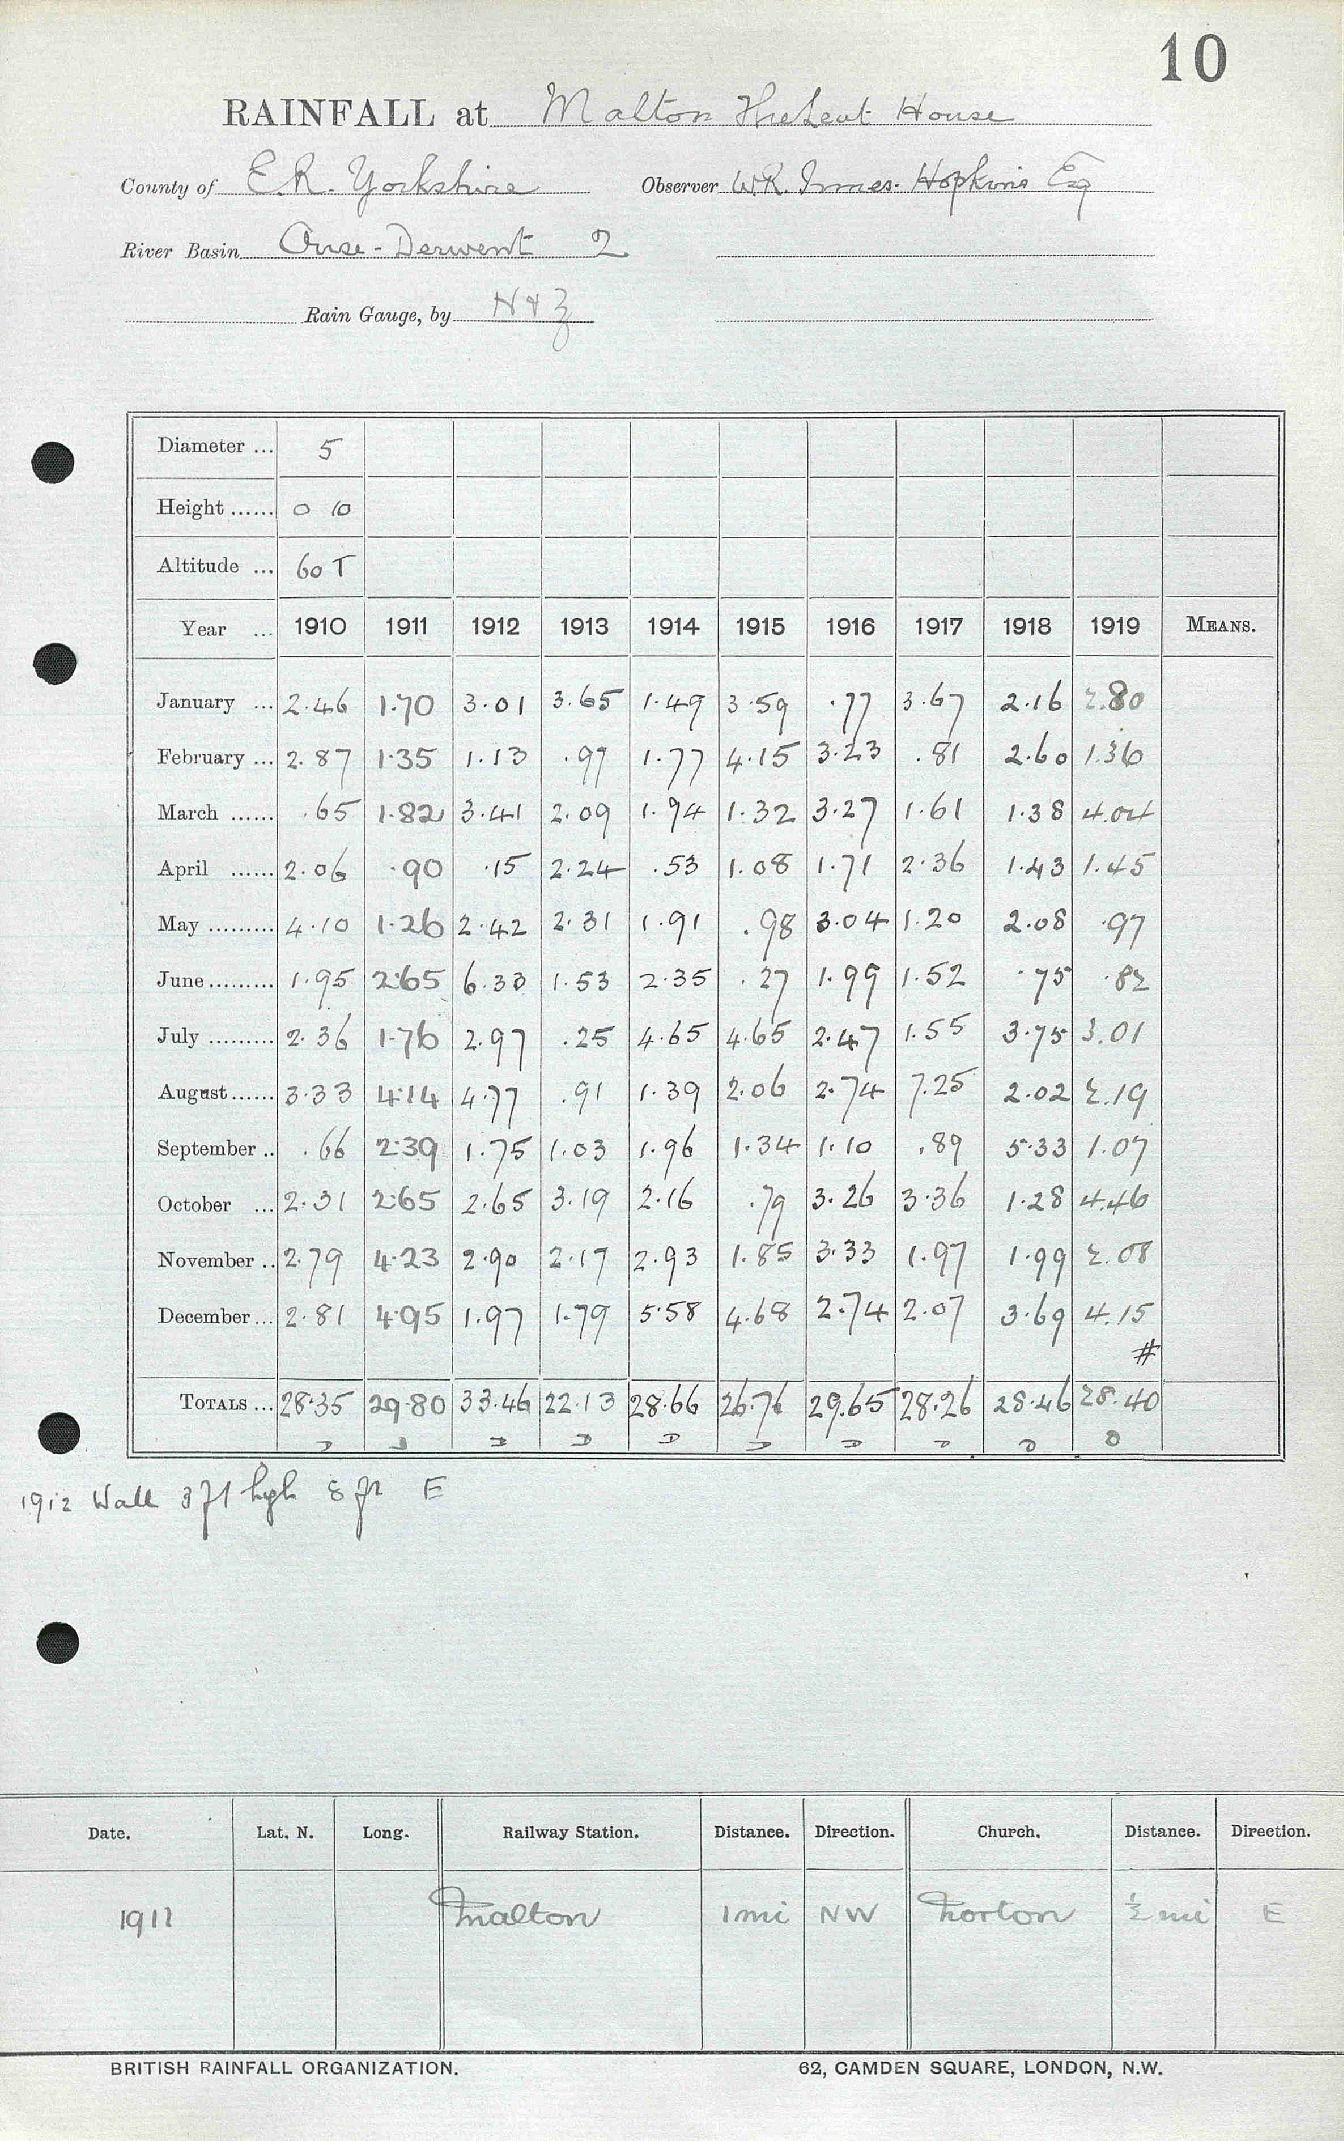 10
RAINFALL at Malton House
County of E.R. Yorkshire Observer W.R. Innes-Hopkins Esq
River Basin Ouse-Derwent 2
Rain Gauge, by N & Z
Diameter ... 5
Height ...... 0 10
Altitude ... 60 T
Year ... 1910 1911 1912 1913 1914 1915 1916 1917 1918 1919 MEANS.
January ... 2.46 1.70 3.01 3.65 1.49 3.59 .77 3.67 2.16 2.80
February ... 2.87 1.35 1.13 .97 1.77 4.15 3.23 .81 2.60 1.36
March ...... .65 1.82 3.41 2.09 1.94 1.32 3.27 1.61 1.38 4.04
April ...... 2.06 .90 .15 2.24 .53 1.08 1.71 2.36 1.43 1.45
May ......... 4.10 1.26 2.42 2.31 1.91 .98 3.04 1.20 2.08 .97
June ......... 1.95 2.65 6.33 1.53 2.35 .27 1.99 1.52 .75 .82
July ......... 2.36 1.76 2.97 .25 4.65 4.65 2.47 1.55 3.75 3.01
August ...... 3.33 4.14 4.77 .91 1.39 2.06 2.74 7.25 2.02 2.19
September .. .66 2.39 1.75 1.03 1.96 1.34 1.10 .89 5.33 1.07
October ... 2.31 2.65 2.65 3.19 2.16 .79 3.26 3.36 1.28 4.46
November .. 2.79 4.23 2.90 2.17 2.93 1.85 3.33 1.97 1.99 2.08
December ... 2.81 4.95 1.97 1.79 5.58 4.68 2.74 2.07 3.69 4.15
#
TOTALS ... 28.35 29.80 33.46 22.13 28.66 26.76 29.65 28.26 28.46 28.40
1912 Wall 3 ft high 8 ft E
Date. Lat. N. Long. Railway Station. Distance. Direction. Church. Distance. Direction.
1912 Malton 1 mi NW Norton ½ mi E
BRITISH RAINFALL ORGANIZATION. 62, CAMDEN SQUARE, LONDON, N.W.